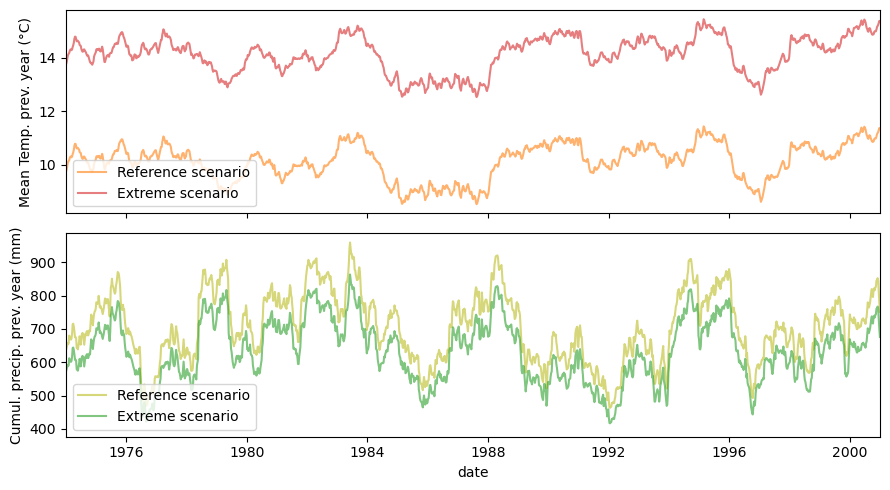 Mean Temp. prev. year (°C)
14
12
10
Reference scenario
Extreme scenario
Cumul. precip. prev. year (mm)
900
800
700
600
500
400
Reference scenario
Extreme scenario
1976 1980 1984 1988 1992 1996 2000
date